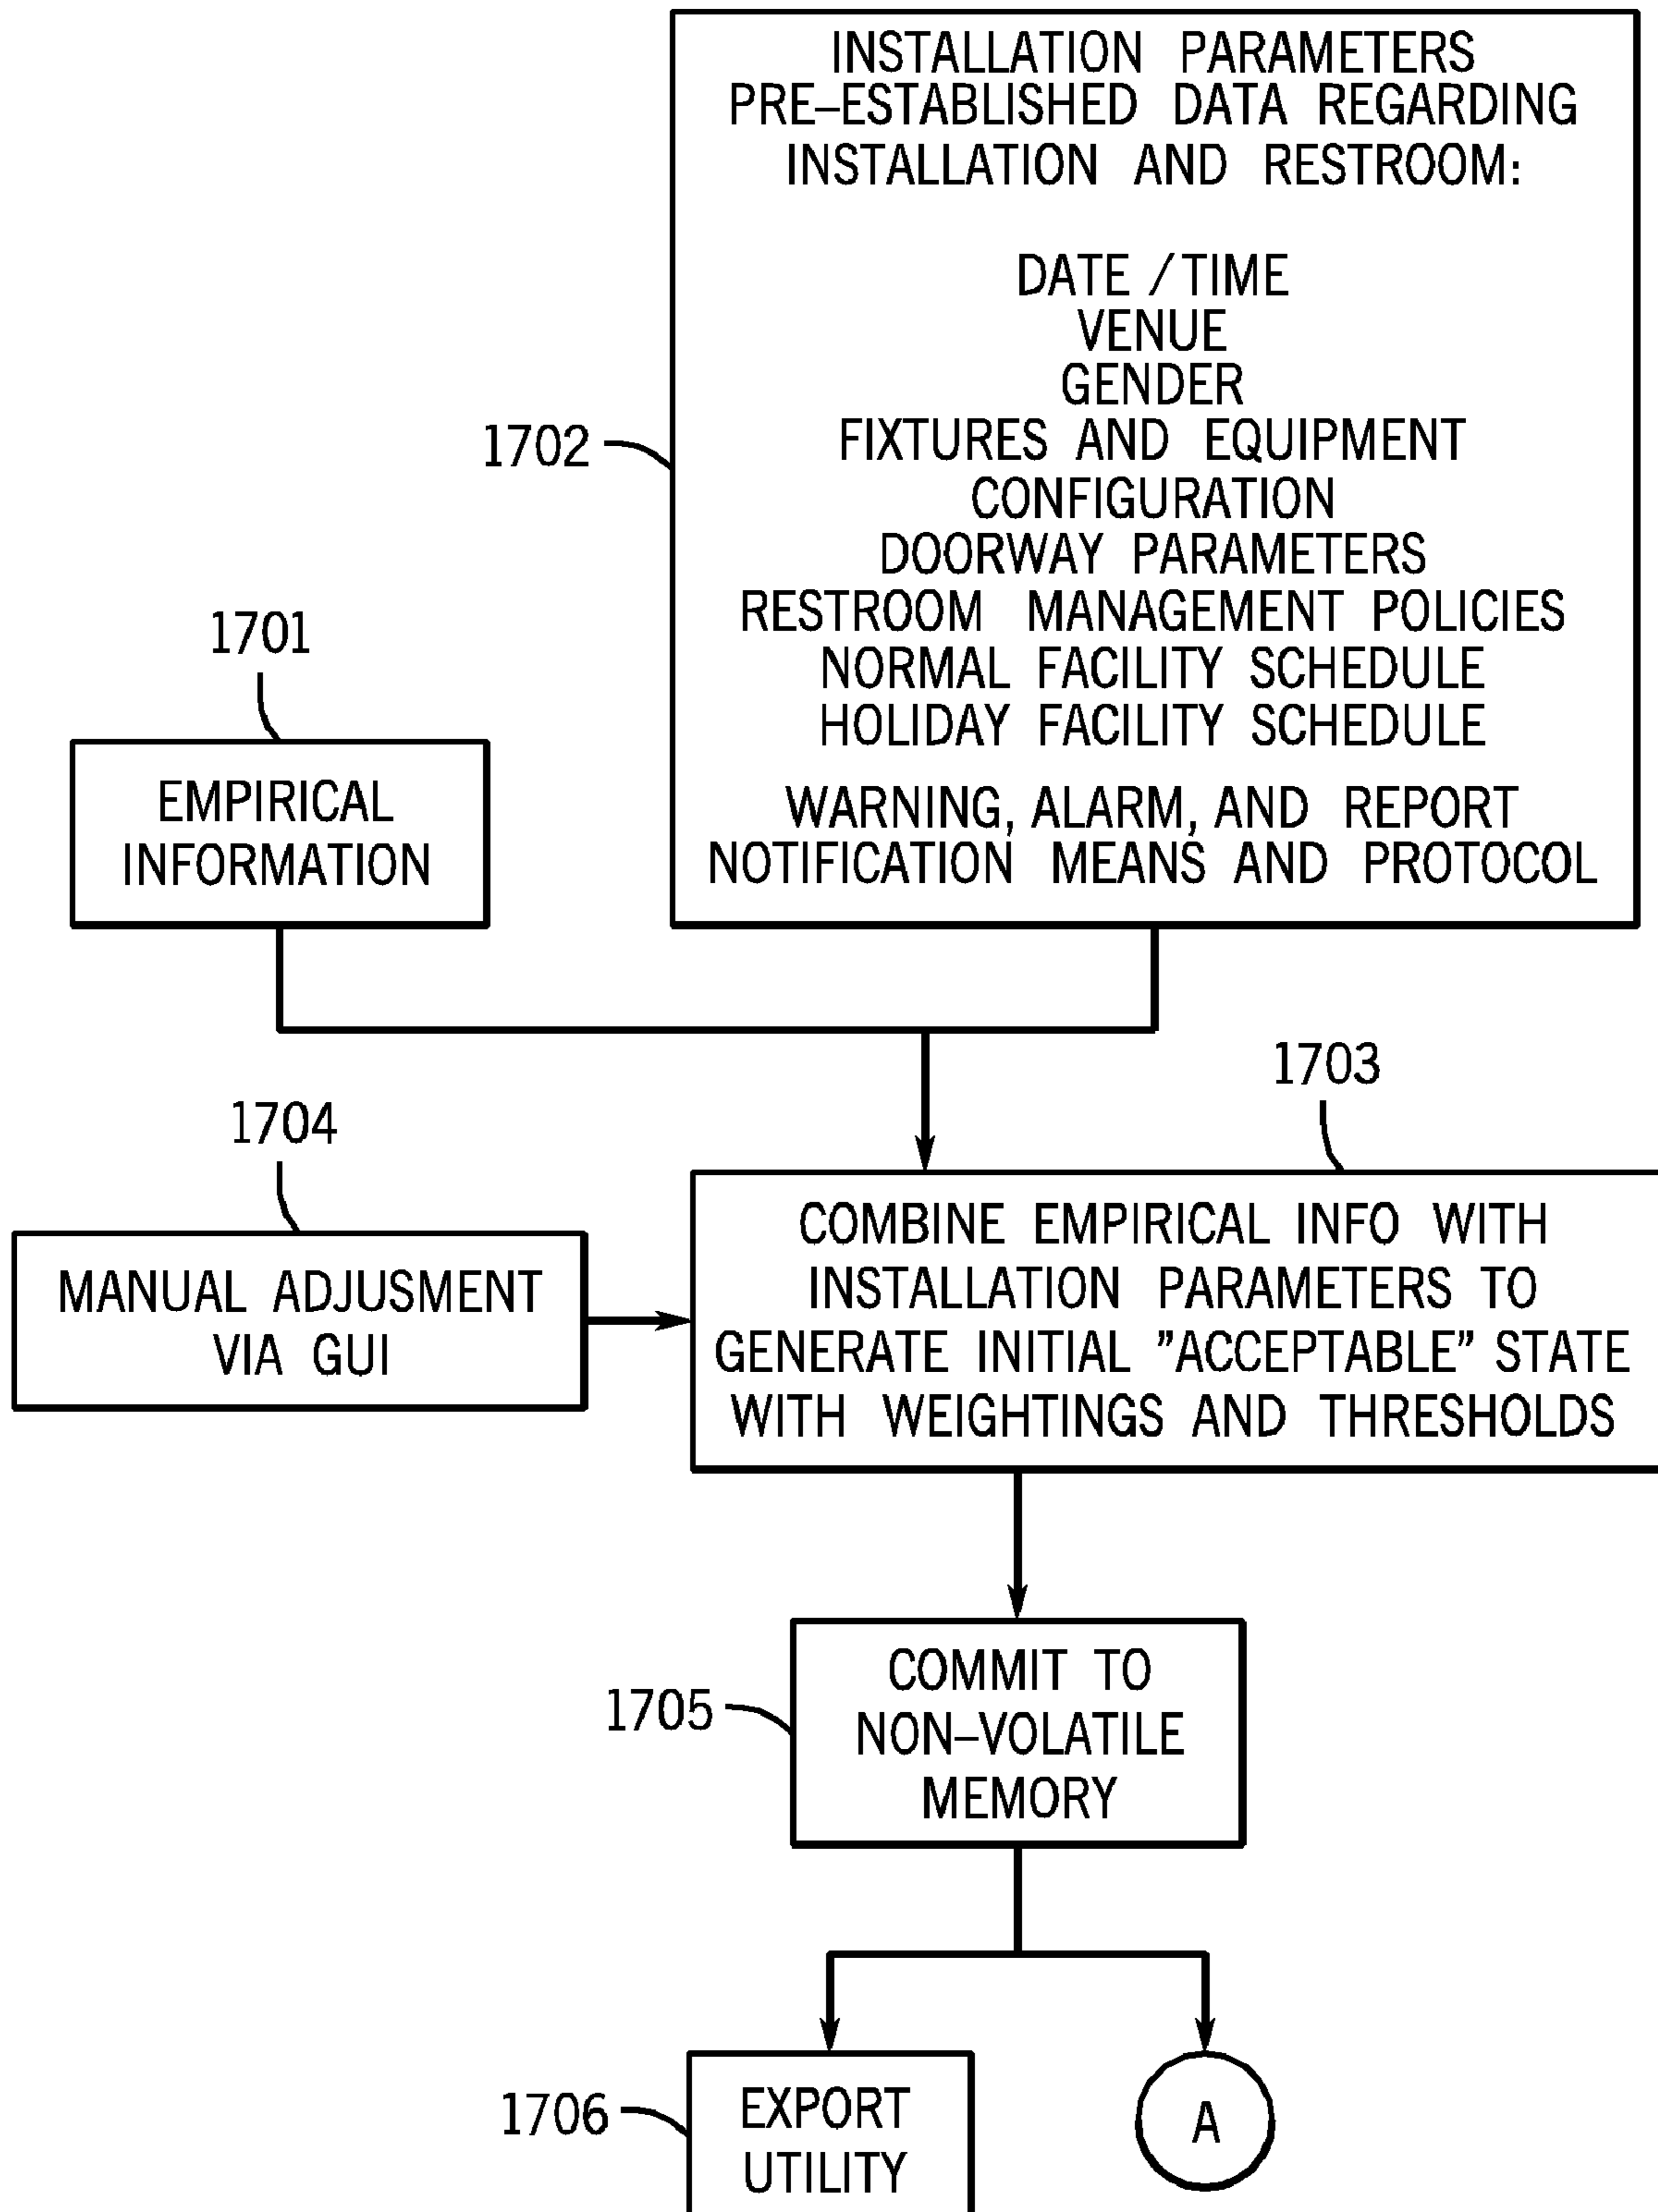 INSTALLATION PARAMETERS
PRE–ESTABLISHED DATA REGARDING
INSTALLATION AND RESTROOM:
DATE / TIME
VENUE
GENDER
FIXTURES AND EQUIPMENT
CONFIGURATION
DOORWAY PARAMETERS
RESTROOM MANAGEMENT POLICIES
NORMAL FACILITY SCHEDULE
HOLIDAY FACILITY SCHEDULE
WARNING, ALARM, AND REPORT
NOTIFICATION MEANS AND PROTOCOL
1702
1701
EMPIRICAL
INFORMATION
1703
1704
MANUAL ADJUSMENT
VIA GUI
COMBINE EMPIRICAL INFO WITH
INSTALLATION PARAMETERS TO
GENERATE INITIAL ”ACCEPTABLE” STATE
WITH WEIGHTINGS AND THRESHOLDS
1705
COMMIT TO
NON–VOLATILE
MEMORY
1706
EXPORT
UTILITY
A